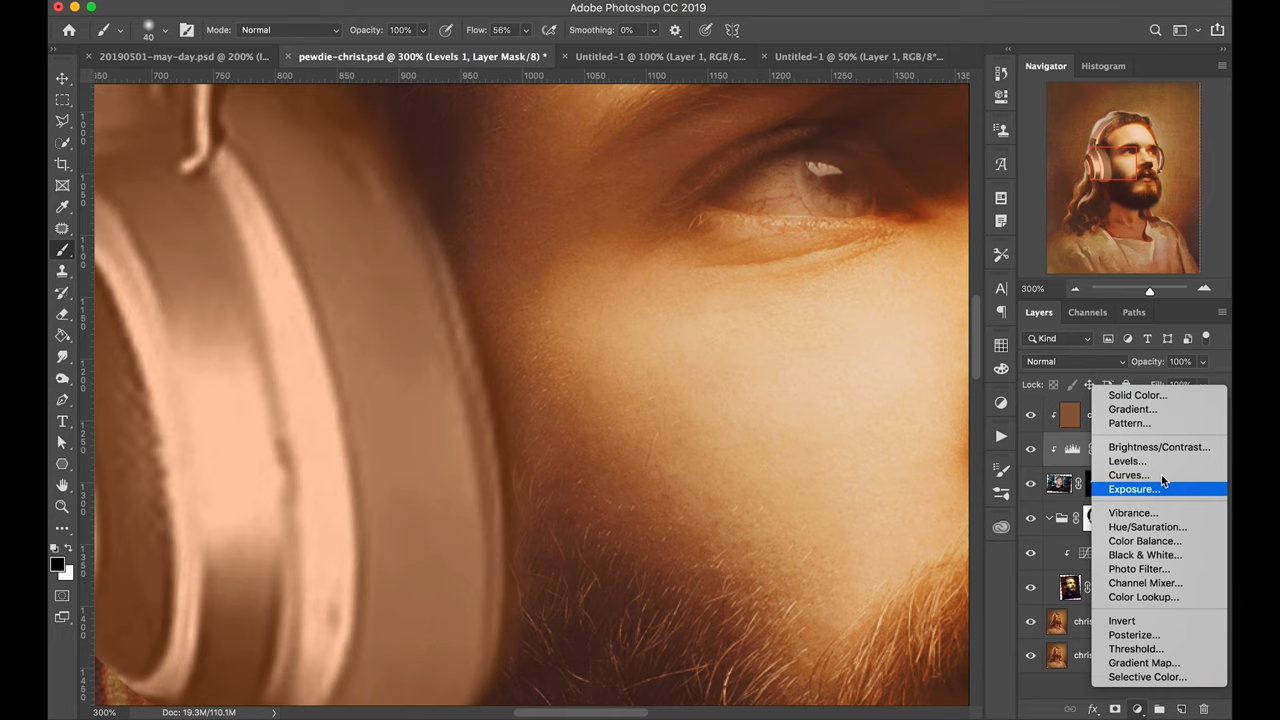 Adobe Photoshop CC 2019
40 Mode: Normal Opacity: 100% Flow: 56% Smoothing: 0%
20190501-may-day.psd @ 200% (l... pewdie-christ.psd @ 300% (Levels 1, Layer Mask/8) * Untitled-1 @ 100% (Layer 1, RGB/8... Untitled-1 @ 50% (Layer 1, RGB/8*...
650 700 750 800 850 900 950 1000 1050 1100 1150 1200 1250 1300 135
Navigator Histogram
300%
Layers Channels Paths
Kind
Normal Opacity: 100%
Lock: Fill: 100%
Solid Color...
Gradient...
Pattern...
Brightness/Contrast...
Levels...
Curves...
Exposure...
Vibrance...
Hue/Saturation...
Color Balance...
Black & White...
Photo Filter...
Channel Mixer...
Color Lookup...
chris
Invert
Posterize...
Threshold...
chris
Gradient Map...
Selective Color...
300% Doc: 19.3M/110.1M
fx